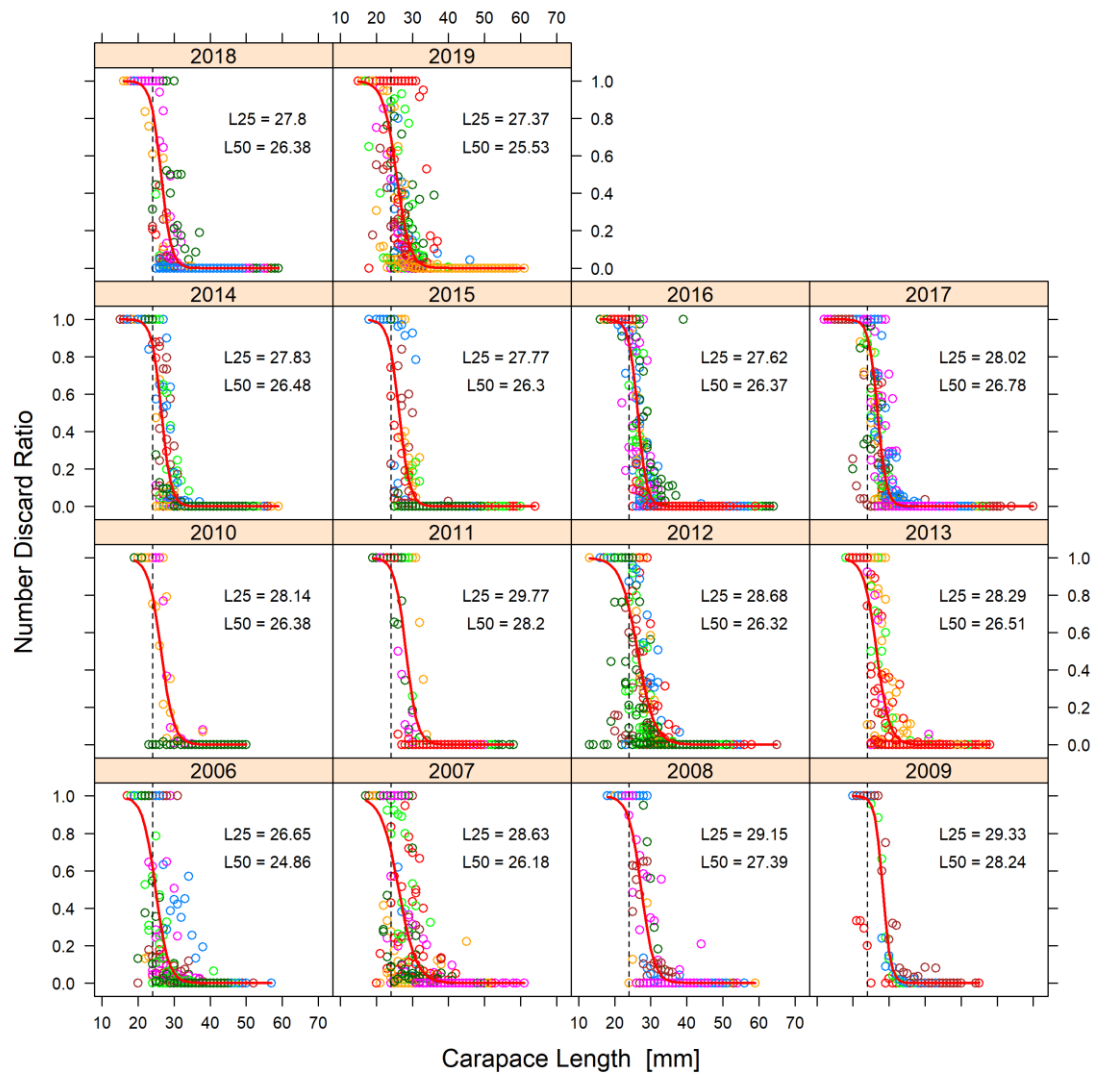 10 20 30 40 50 60 70
2018 2019
L25 = 27.8
L50 = 26.38
L25 = 27.37
L50 = 25.53
1.0
0.8
0.6
0.4
0.2
0.0
2014 2015 2016 2017
1.0
0.8
0.6
0.4
0.2
0.0
L25 = 27.83
L50 = 26.48
L25 = 27.77
L50 = 26.3
L25 = 27.62
L50 = 26.37
L25 = 28.02
L50 = 26.78
2010 2011 2012 2013
L25 = 28.14
L50 = 26.38
L25 = 29.77
L50 = 28.2
L25 = 28.68
L50 = 26.32
L25 = 28.29
L50 = 26.51
1.0
0.8
0.6
0.4
0.2
0.0
2006 2007 2008 2009
1.0
0.8
0.6
0.4
0.2
0.0
L25 = 26.65
L50 = 24.86
L25 = 28.63
L50 = 26.18
L25 = 29.15
L50 = 27.39
L25 = 29.33
L50 = 28.24
10 20 30 40 50 60 70
10 20 30 40 50 60 70
Number Discard Ratio
Carapace Length [mm]